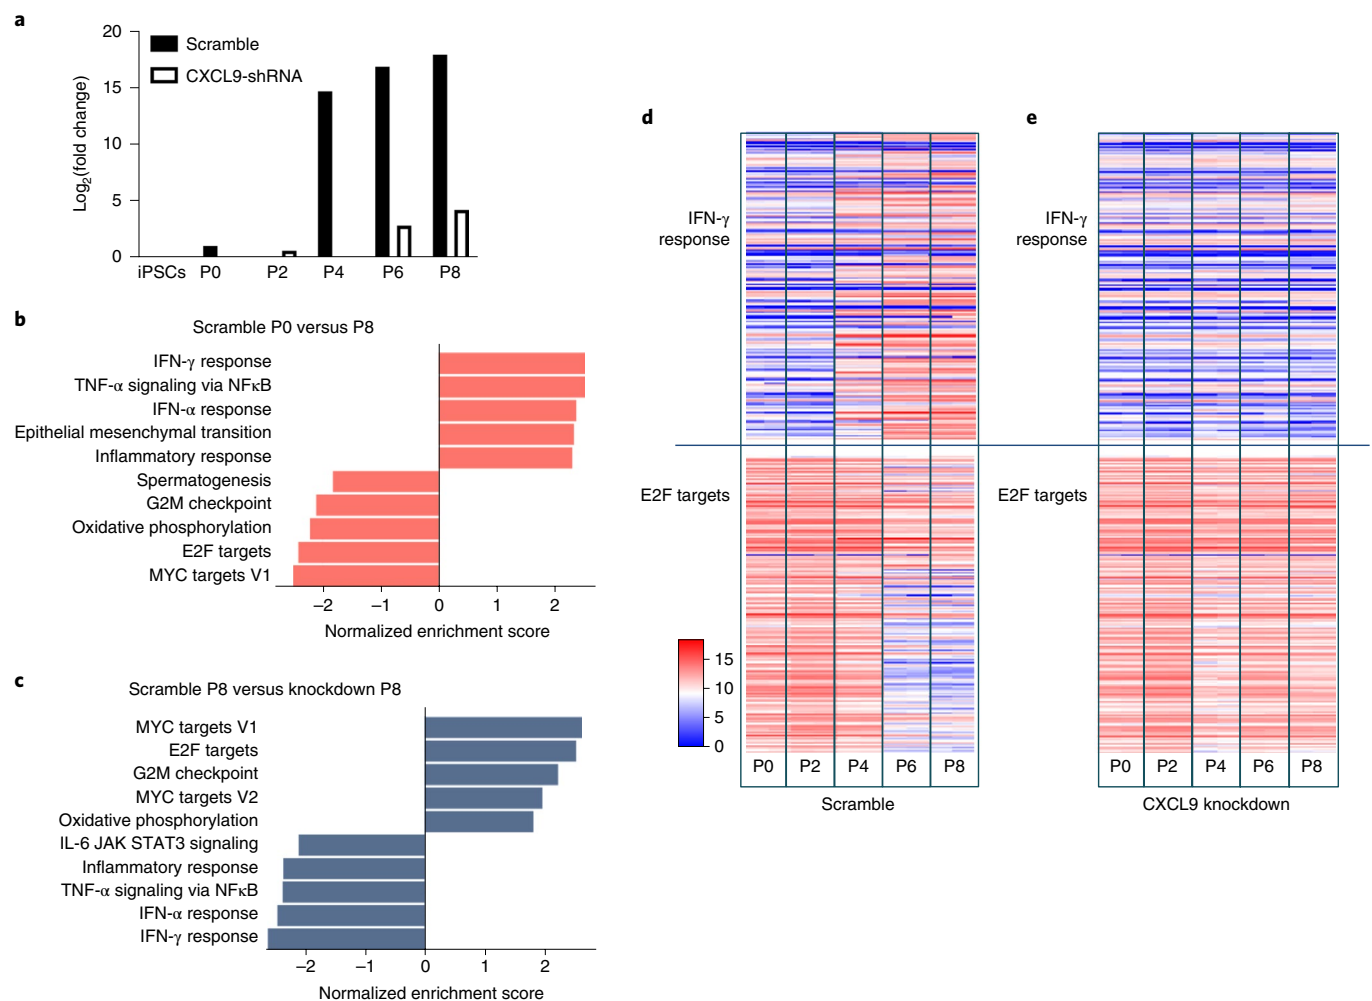 a
20
15
10
5
0
Log2(fold change)
Scramble
CXCL9-shRNA
iPSCs P0 P2 P4 P6 P8
b
Scramble P0 versus P8
IFN-γ response
TNF-α signaling via NFκB
IFN-α response
Epithelial mesenchymal transition
Inflammatory response
Spermatogenesis
G2M checkpoint
Oxidative phosphorylation
E2F targets
MYC targets V1
–2 –1 0 1 2
Normalized enrichment score
c
Scramble P8 versus knockdown P8
MYC targets V1
E2F targets
G2M checkpoint
MYC targets V2
Oxidative phosphorylation
IL-6 JAK STAT3 signaling
Inflammatory response
TNF-α signaling via NFκB
IFN-α response
IFN-γ response
–2 –1 0 1 2
Normalized enrichment score
d
IFN-γ
response
E2F targets
15
10
5
0
P0 P2 P4 P6 P8
Scramble
e
IFN-γ
response
E2F targets
P0 P2 P4 P6 P8
CXCL9 knockdown